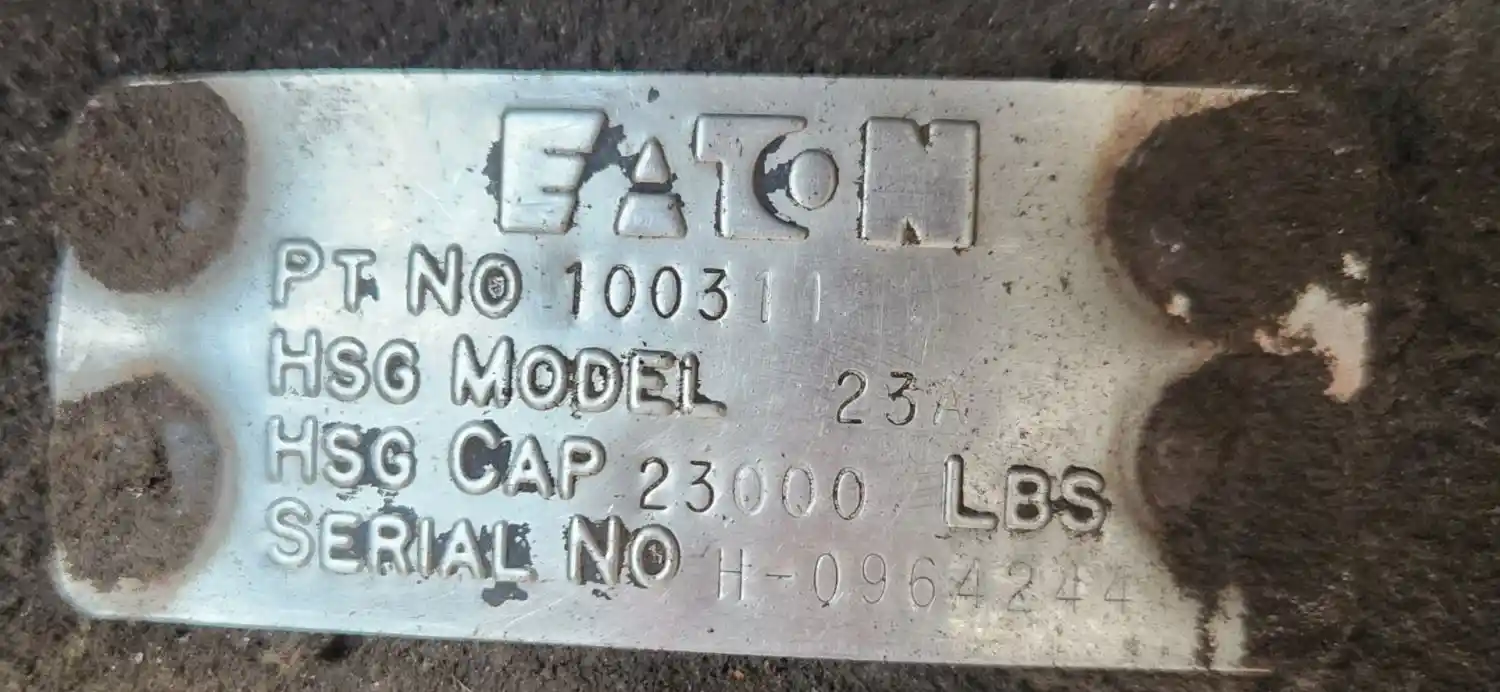 EATON
PT NO 100311
HSG MODEL 23A
HSG CAP 23000 LBS
SERIAL NO H-0964244